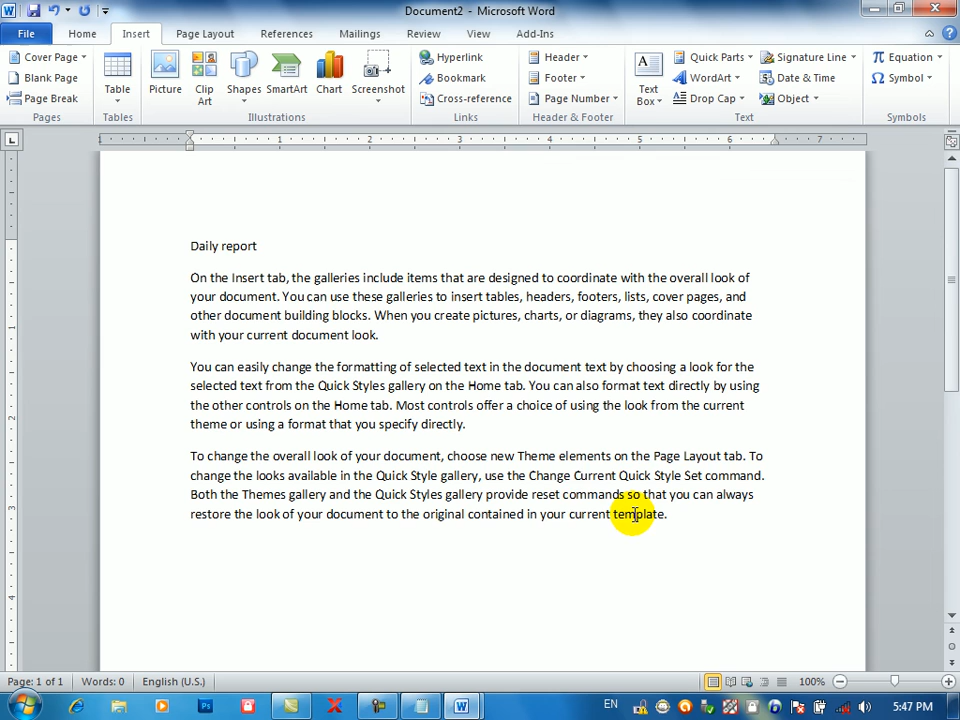 Document2 - Microsoft Word
File Home Insert Page Layout References Mailings Review View Add-Ins
Cover Page
Blank Page
Page Break
Pages
Table
Tables
Picture
Clip Art
Shapes
SmartArt
Chart
Screenshot
Illustrations
Hyperlink
Bookmark
Cross-reference
Links
Header
Footer
Page Number
Header & Footer
A
Text Box
Quick Parts
WordArt
Drop Cap
Signature Line
Date & Time
Object
Text
Equation
Symbol
Symbols
1 1 2 3 4 5 6 7
Daily report
On the Insert tab, the galleries include items that are designed to coordinate with the overall look of
your document. You can use these galleries to insert tables, headers, footers, lists, cover pages, and
other document building blocks. When you create pictures, charts, or diagrams, they also coordinate
with your current document look.
You can easily change the formatting of selected text in the document text by choosing a look for the
selected text from the Quick Styles gallery on the Home tab. You can also format text directly by using
the other controls on the Home tab. Most controls offer a choice of using the look from the current
theme or using a format that you specify directly.
To change the overall look of your document, choose new Theme elements on the Page Layout tab. To
change the looks available in the Quick Style gallery, use the Change Current Quick Style Set command.
Both the Themes gallery and the Quick Styles gallery provide reset commands so that you can always
restore the look of your document to the original contained in your current template.
1
2
3
4
Page: 1 of 1 Words: 0 English (U.S.) 100%
EN 5:47 PM